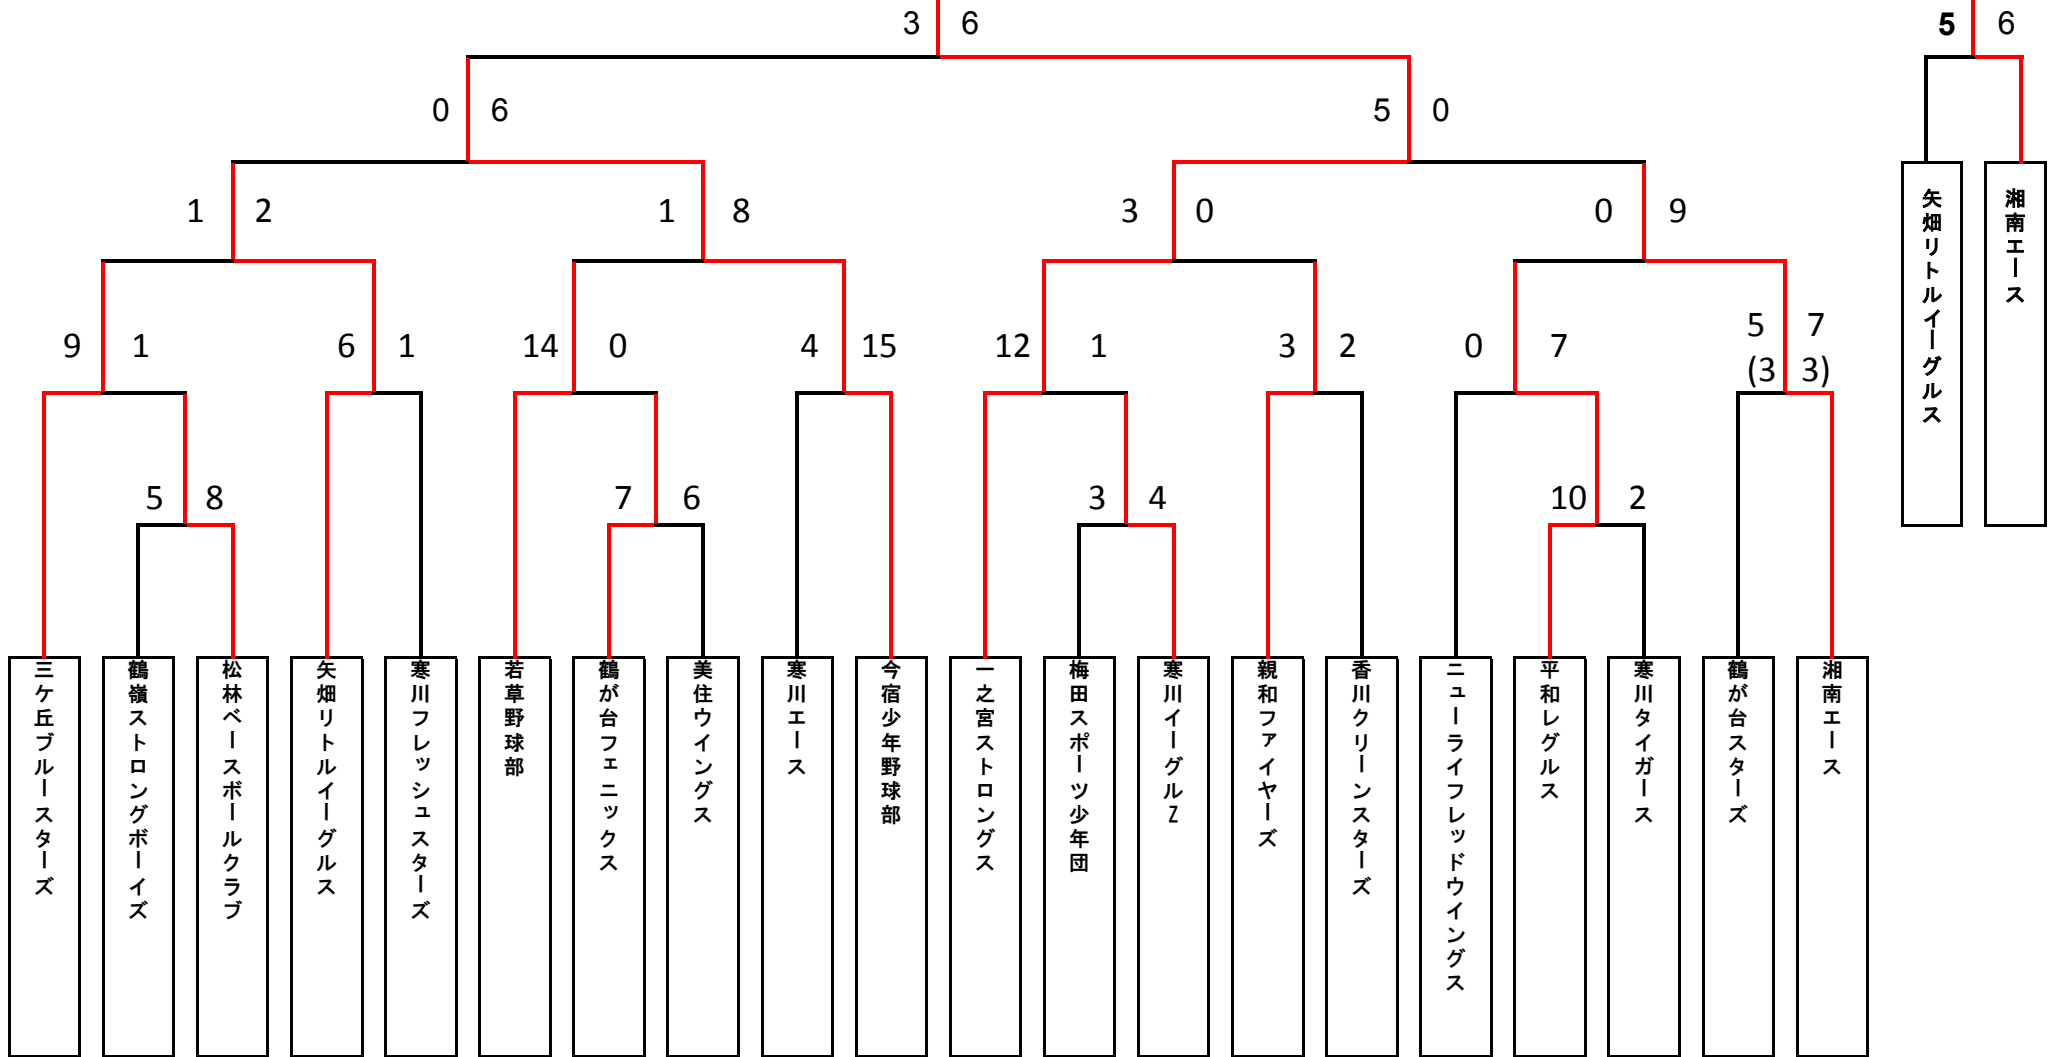 3 6
5 6
0 6
5 0
1 2
1 8
3 0
0 9
矢畑リトルイーグルス
湘南エース
9 1
6 1
14 0
4 15
12 1
3 2
0 7
5 7
(3 3)
5 8
7 6
3 4
10 2
三ケ丘ブルースターズ
鶴嶺ストロングボーイズ
松林ベースボールクラブ
矢畑リトルイーグルス
寒川フレッシュスターズ
若草野球部
鶴が台フェニックス
美住ウイングス
寒川エース
今宿少年野球部
一之宮ストロングス
梅田スポーツ少年団
寒川イーグルZ
親和ファイヤーズ
香川クリーンスターズ
ニューライフレッドウイングス
平和レグルス
寒川タイガース
鶴が台スターズ
湘南エース